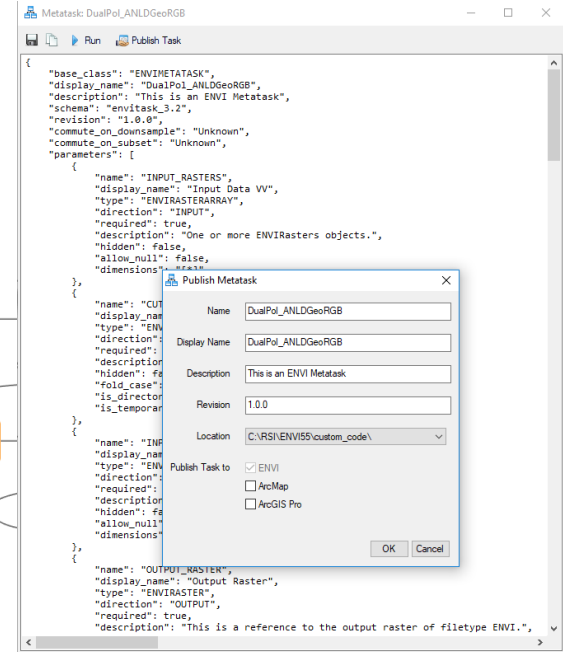 Metatask: DualPol_ANLDGeoRGB
Run Publish Task
{
"base_class": "ENVIMETATASK",
"display_name": "DualPol_ANLDGeoRGB",
"description": "This is an ENVI Metatask",
"schema": "envitask_3.2",
"revision": "1.0.0",
"commute_on_downsample": "Unknown",
"commute_on_subset": "Unknown",
"parameters": [
{
"name": "INPUT_RASTERS",
"display_name": "Input Data VV",
"type": "ENVIRASTERARRAY",
"direction": "INPUT",
"required": true,
"description": "One or more ENVIRasters objects.",
"hidden": false,
"allow_null": false,
"dimensions": "[*]"
},
{
"name": "CUT
"display_nam
"type": "ENV
"direction":
"required":
"description
"hidden": fa
"fold_case":
"is_director
"is_temporar
},
{
"name": "INP
"display_nam
"type": "ENV
"direction":
"required":
"description
"hidden": fa
"allow_null"
"dimensions"
},
{
"name": "OUTPUT_RASTER",
"display_name": "Output Raster",
"type": "ENVIRASTER",
"direction": "OUTPUT",
"required": true,
"description": "This is a reference to the output raster of filetype ENVI.",
Publish Metatask
Name DualPol_ANLDGeoRGB
Display Name DualPol_ANLDGeoRGB
Description This is an ENVI Metatask
Revision 1.0.0
Location C:\RSI\ENVI55\custom_code\
Publish Task to ENVI
ArcMap
ArcGIS Pro
OK Cancel